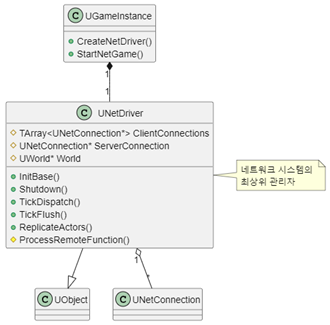 C UGameInstance
CreateNetDriver()
StartNetGame()
1
1
C UNetDriver
TArray<UNetConnection*> ClientConnections
UNetConnection* ServerConnection
UWorld* World
InitBase()
Shutdown()
TickDispatch()
TickFlush()
ReplicateActors()
ProcessRemoteFunction()
네트워크 시스템의
최상위 관리자
1
*
C UObject
C UNetConnection